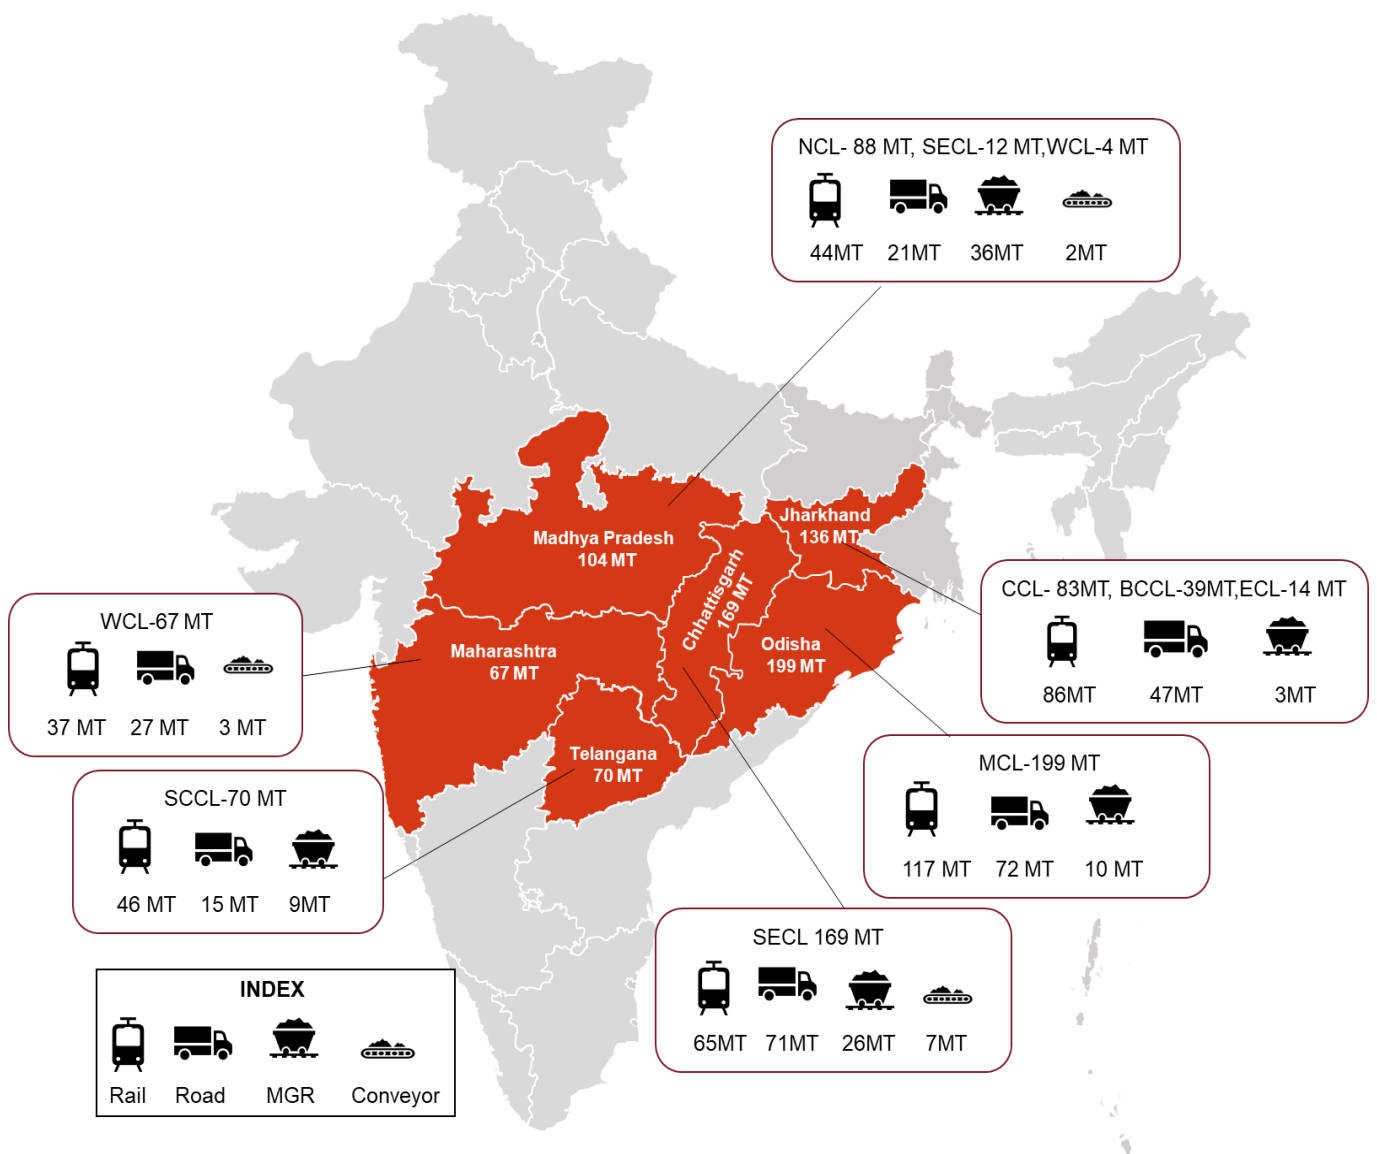 NCL- 88 MT, SECL-12 MT,WCL-4 MT
44MT 21MT 36MT 2MT
Madhya Pradesh
104 MT
Jharkhand
136 MT
Chhattisgarh
169 MT
Odisha
199 MT
Maharashtra
67 MT
Telangana
70 MT
CCL- 83MT, BCCL-39MT,ECL-14 MT
86MT 47MT 3MT
WCL-67 MT
37 MT 27 MT 3 MT
MCL-199 MT
117 MT 72 MT 10 MT
SCCL-70 MT
46 MT 15 MT 9MT
SECL 169 MT
65MT 71MT 26MT 7MT
INDEX
Rail Road MGR Conveyor